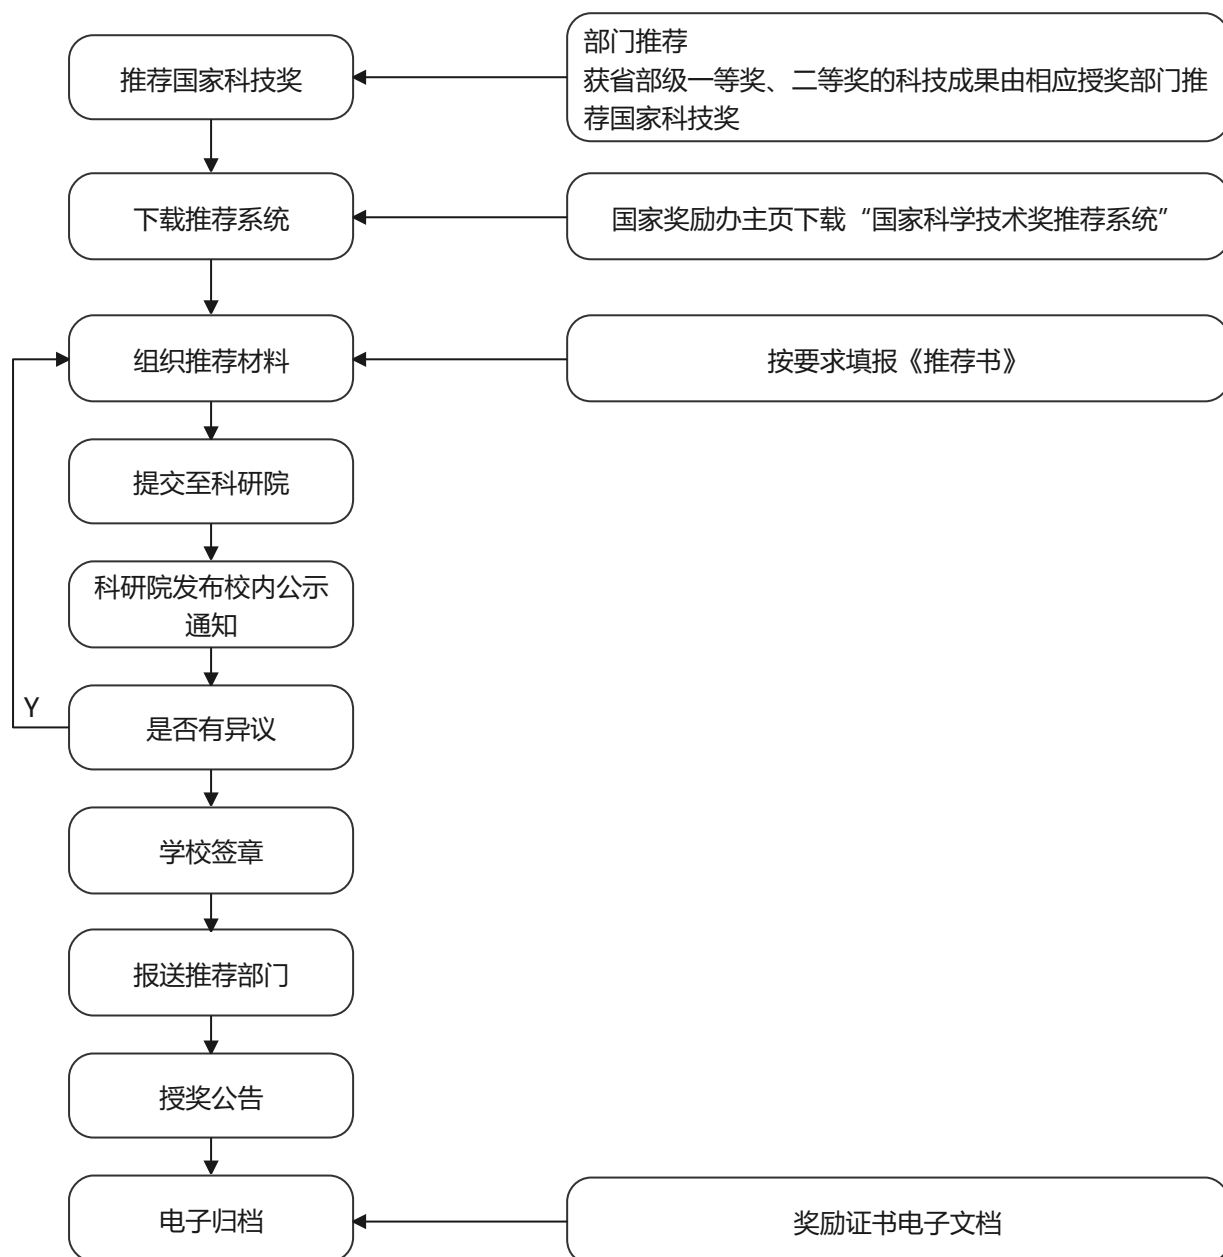 推荐国家科技奖
部门推荐
获省部级一等奖、二等奖的科技成果由相应授奖部门推
荐国家科技奖
下载推荐系统
国家奖励办主页下载“国家科学技术奖推荐系统”
组织推荐材料
按要求填报《推荐书》
提交至科研院
科研院发布校内公示
通知
Y
是否有异议
学校签章
报送推荐部门
授奖公告
电子归档
奖励证书电子文档